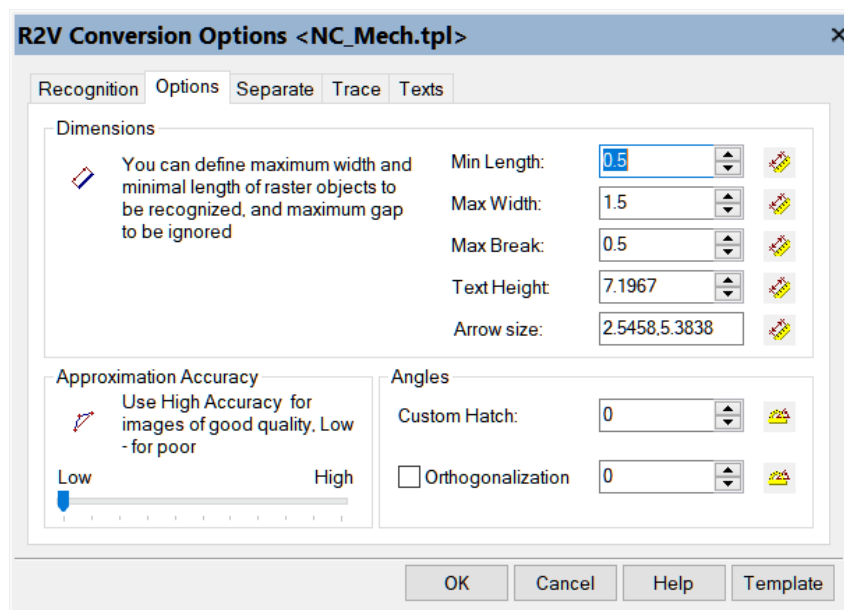 R2V Conversion Options <NC_Mech.tpl>
Recognition Options Separate Trace Texts
Dimensions
You can define maximum width and
minimal length of raster objects to
be recognized, and maximum gap
to be ignored
Min Length: 0.5
Max Width: 1.5
Max Break: 0.5
Text Height: 7.1967
Arrow size: 2.5458,5.3838
Approximation Accuracy
Use High Accuracy for
images of good quality, Low
- for poor
Low High
Angles
Custom Hatch: 0
Orthogonalization 0
OK Cancel Help Template